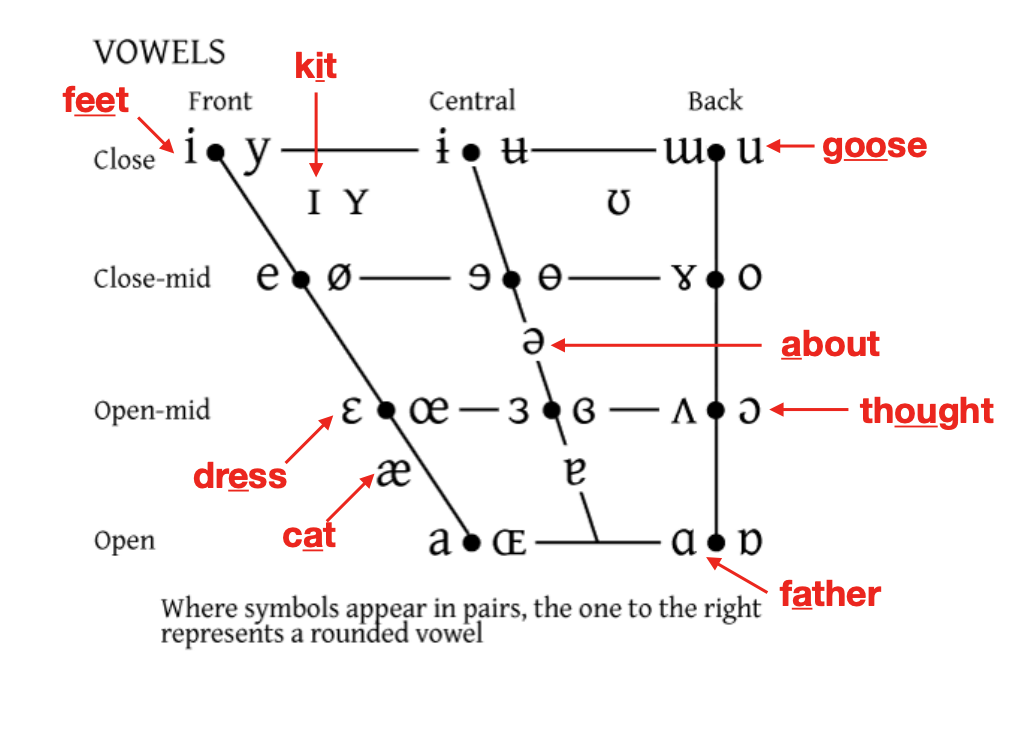 VOWELS
kit
feet
Front Central Back
Close i y ɨ ʉ ɯ u goose
ɪ ʏ ʊ
Close-mid e ø ɘ ɵ ɤ o
ə about
Open-mid ɛ œ ɜ ɞ ʌ ɔ thought
dress æ ɐ
cat
Open a ɶ ɑ ɒ
father
Where symbols appear in pairs, the one to the right
represents a rounded vowel